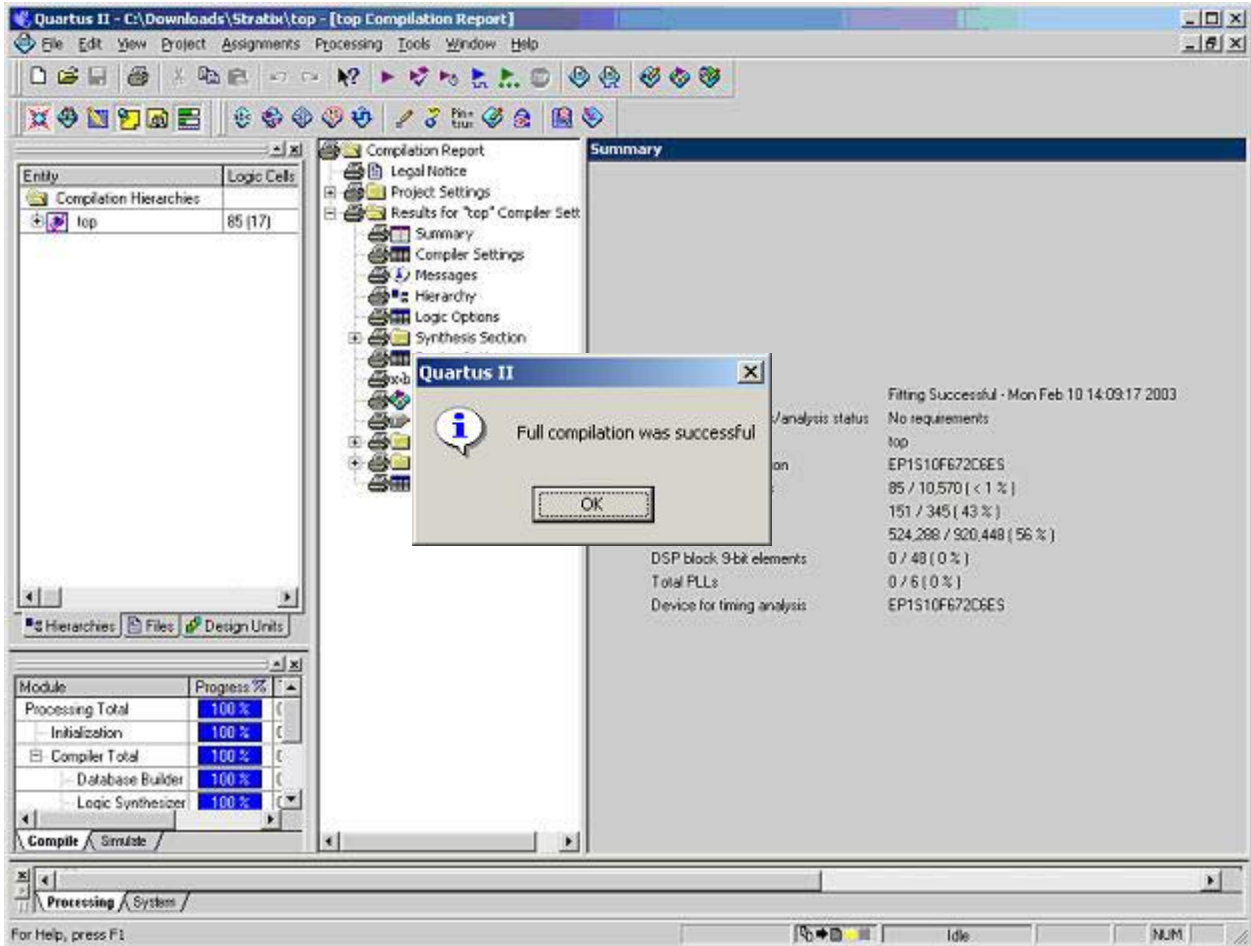 Quartus II - C:\Downloads\Stratix\top - [top Compilation Report]
File Edit View Project Assignments Processing Tools Window Help
Entity Logic Cells
Compilation Hierarchies
top 85 (17)
Hierarchies Files Design Units
Module Progress %
Processing Total 100 %
Initialization 100 %
Compiler Total 100 %
Database Builder 100 %
Logic Synthesizer 100 %
Compile Simulate
Compilation Report
Legal Notice
Project Settings
Results for "top" Compiler Sett
Summary
Compiler Settings
Messages
Hierarchy
Logic Options
Synthesis Section
Quartus II
Full compilation was successful
OK
Summary
Fitting Successful - Mon Feb 10 14:09:17 2003
/analysis status No requirements
top
on EP1S10F672C6ES
85 / 10,570 ( < 1 % )
151 / 345 ( 43 % )
524,288 / 920,448 ( 56 % )
DSP block 9-bit elements 0 / 48 ( 0 % )
Total PLLs 0 / 6 ( 0 % )
Device for timing analysis EP1S10F672C6ES
Processing System
For Help, press F1 Idle NUM